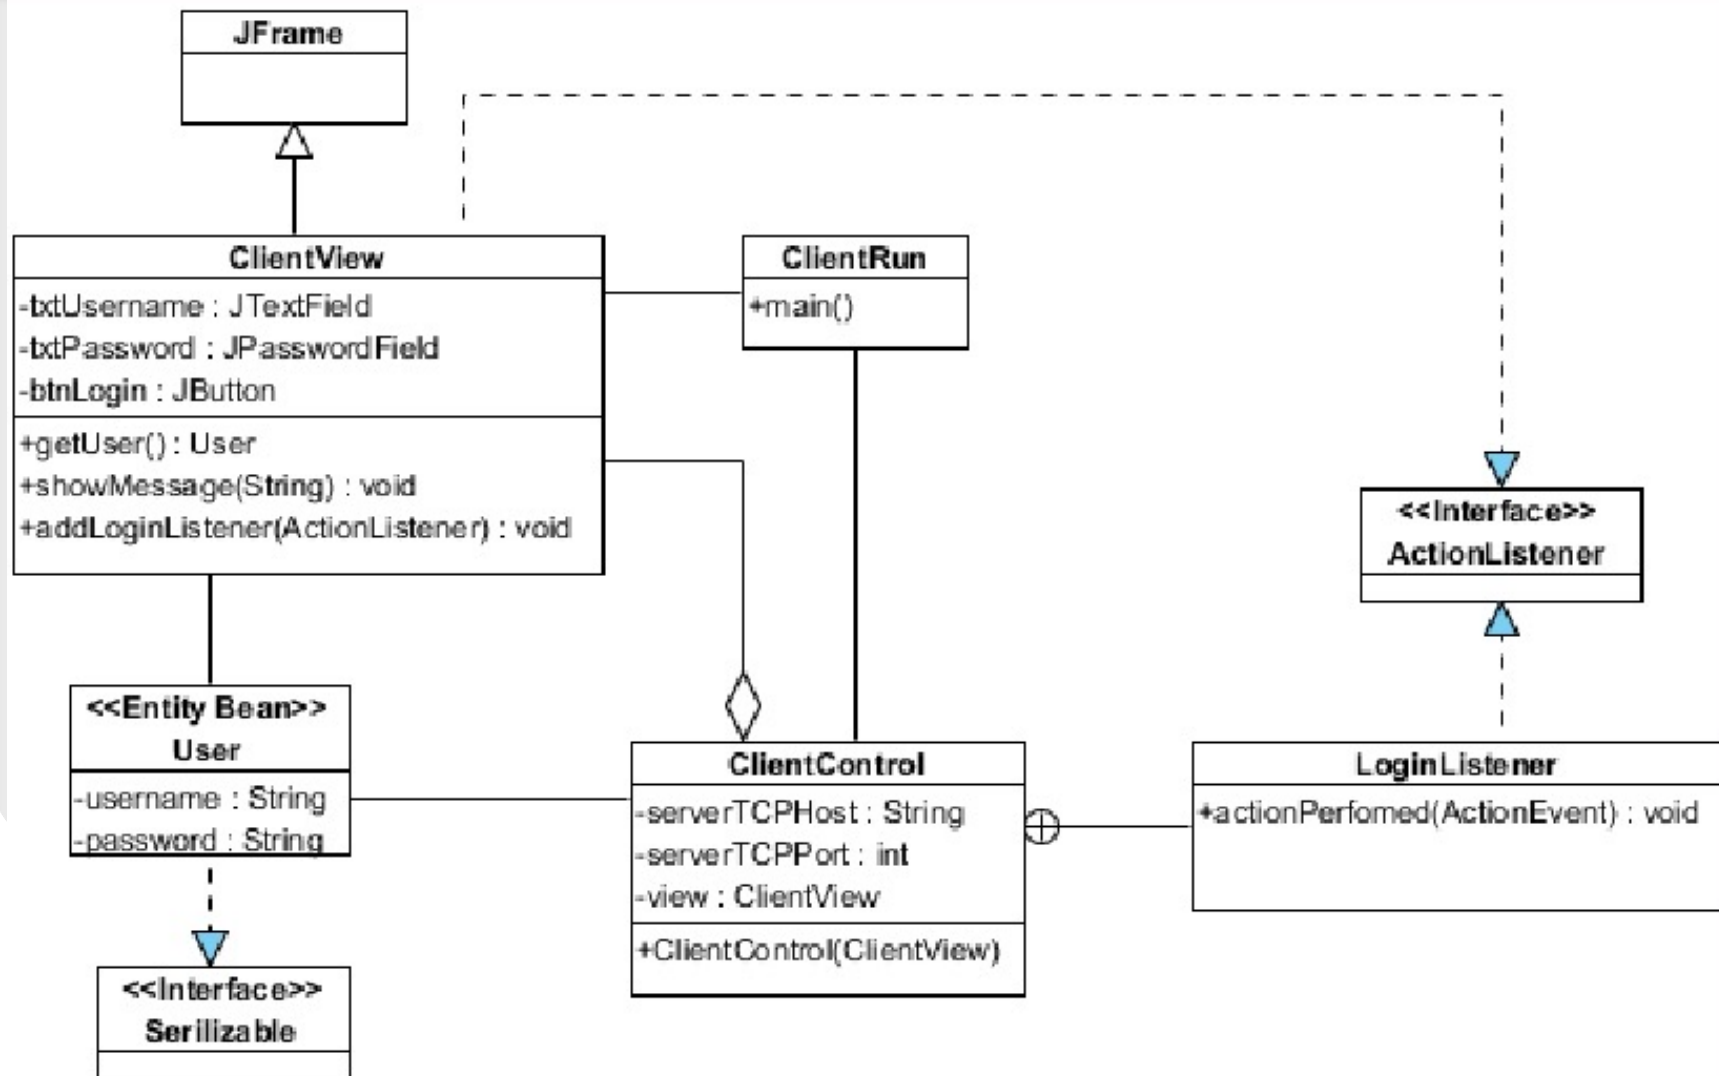 JFrame
ClientView
-txtUsername : JTextField
-txtPassword : JPasswordField
-btnLogin : JButton
+getUser() : User
+showMessage(String) : void
+addLoginListener(ActionListener) : void
ClientRun
+main()
<<Interface>>
ActionListener
<<Entity Bean>>
User
-username : String
-password : String
ClientControl
-serverTCPHost : String
-serverTCPPort : int
-view : ClientView
+ClientControl(ClientView)
LoginListener
+actionPerfomed(ActionEvent) : void
<<Interface>>
Serilizable